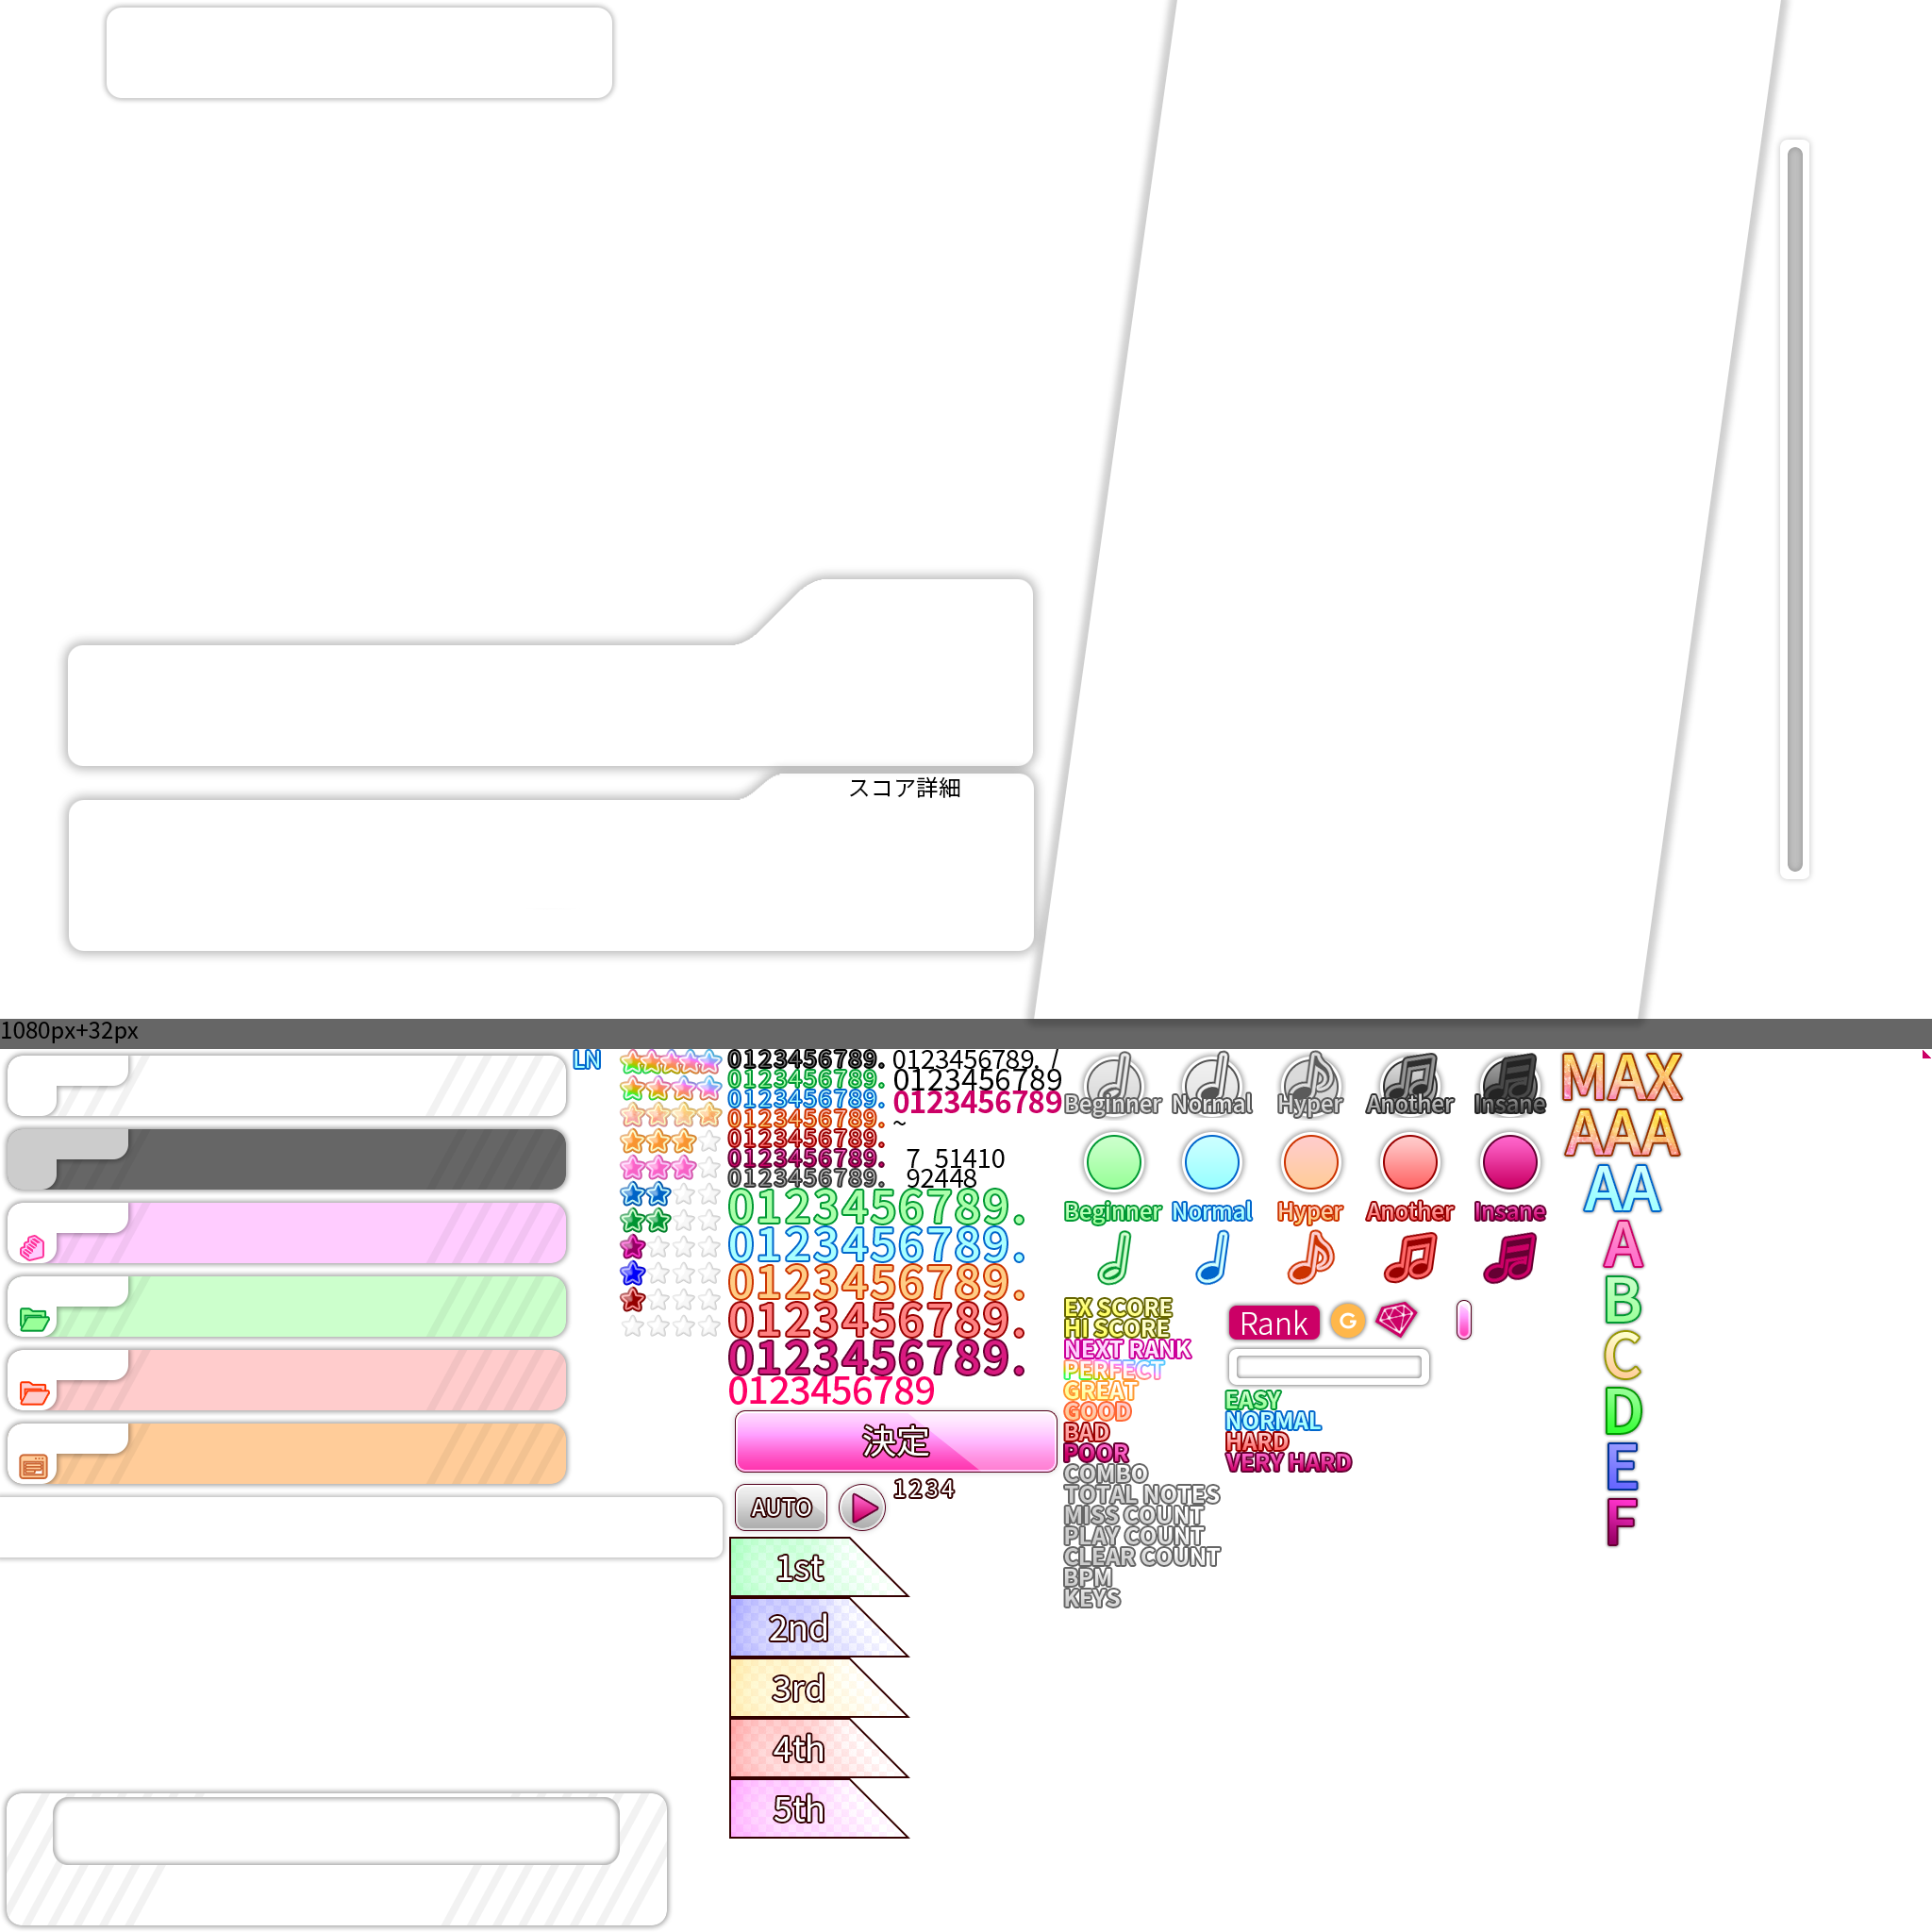 スコア詳細
1080px+32px
LN
0123456789.
0123456789.
0123456789.
0123456789.
0123456789.
0123456789.
0123456789.
0123456789. /
0123456789
0123456789
~
7 51410
92448
0123456789.
0123456789.
0123456789.
0123456789.
0123456789.
0123456789
決定
AUTO
1234
1st
2nd
3rd
4th
5th
Beginner Normal Hyper Another Insane
Beginner Normal Hyper Another Insane
EX SCORE
HI SCORE
NEXT RANK
PERFECT
GREAT
GOOD
BAD
POOR
COMBO
TOTAL NOTES
MISS COUNT
PLAY COUNT
CLEAR COUNT
BPM
KEYS
Rank G
EASY
NORMAL
HARD
VERY HARD
MAX
AAA
AA
A
B
C
D
E
F